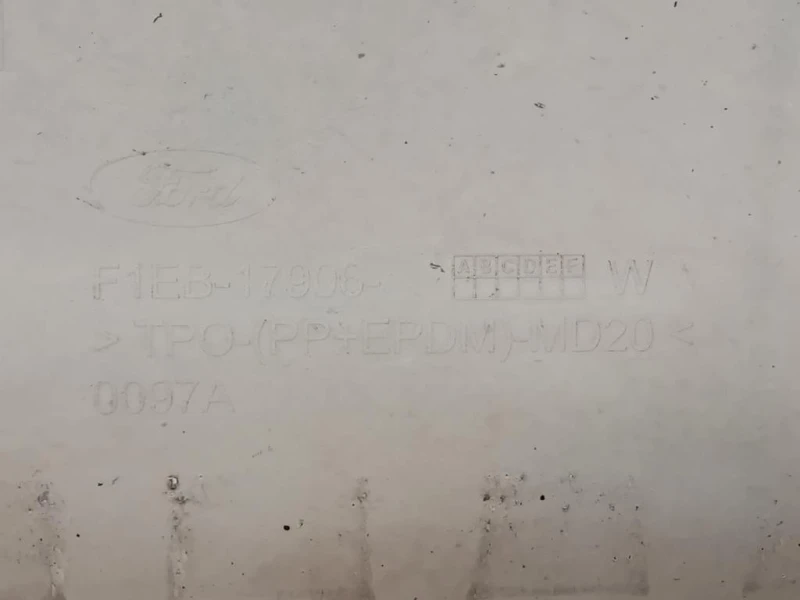 Ford
F1EB-17906- ABCDEF W
>TPO-(PP+EPDM)-MD20<
0097A